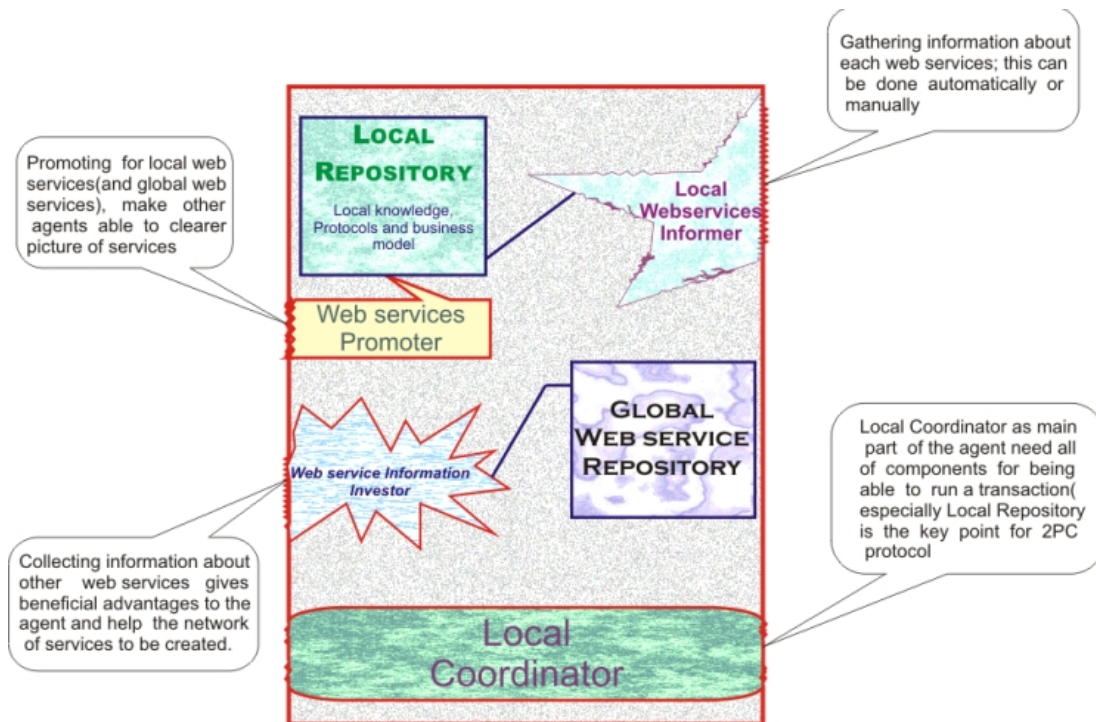 Gathering information about
each web services; this can
be done automatically or
manually
LOCAL
REPOSITORY
Local knowledge,
Protocols and business
model
Local
Webservices
Informer
Promoting for local web
services(and global web
services), make other
agents able to clearer
picture of services
Web services
Promoter
GLOBAL
WEB SERVICE
REPOSITORY
Web service Information
Investor
Local Coordinator as main
part of the agent need all
of components for being
able to run a transaction(
especially Local Repository
is the key point for 2PC
protocol
Collecting information about
other web services gives
beneficial advantages to the
agent and help the network
of services to be created.
Local
Coordinator